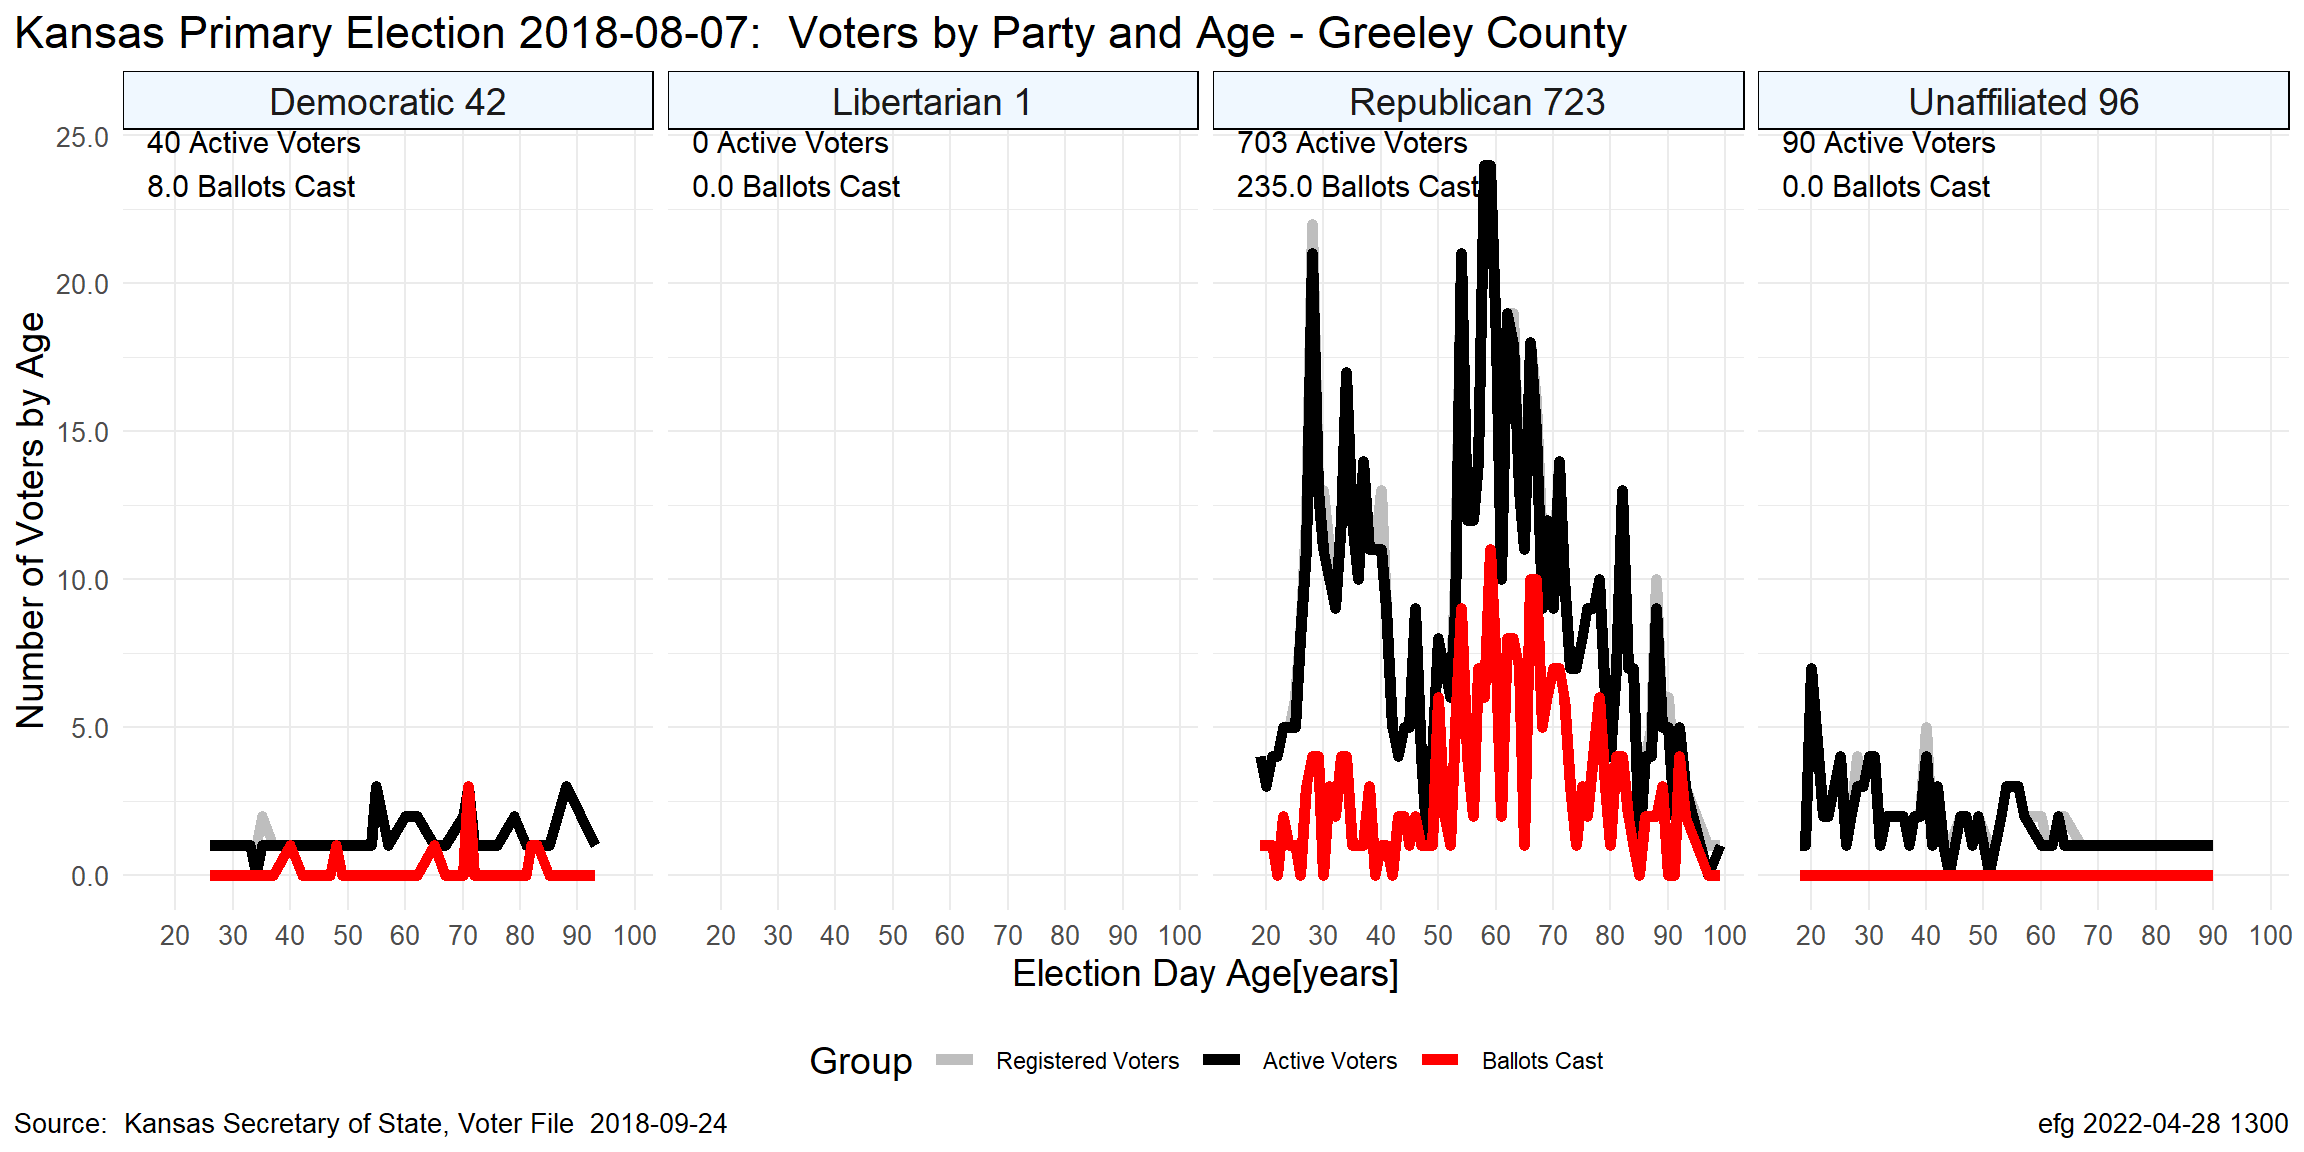 Kansas Primary Election 2018-08-07:  Voters by Party and Age - Greeley County
Democratic 42
Libertarian 1
Republican 723
Unaffiliated 96
40 Active Voters
8.0 Ballots Cast
0 Active Voters
0.0 Ballots Cast
703 Active Voters
235.0 Ballots Cast
90 Active Voters
0.0 Ballots Cast
Number of Voters by Age
25.0
20.0
15.0
10.0
5.0
0.0
20 30 40 50 60 70 80 90 100
20 30 40 50 60 70 80 90 100
20 30 40 50 60 70 80 90 100
20 30 40 50 60 70 80 90 100
Election Day Age[years]
Group Registered Voters Active Voters Ballots Cast
Source:  Kansas Secretary of State, Voter File  2018-09-24
efg 2022-04-28 1300